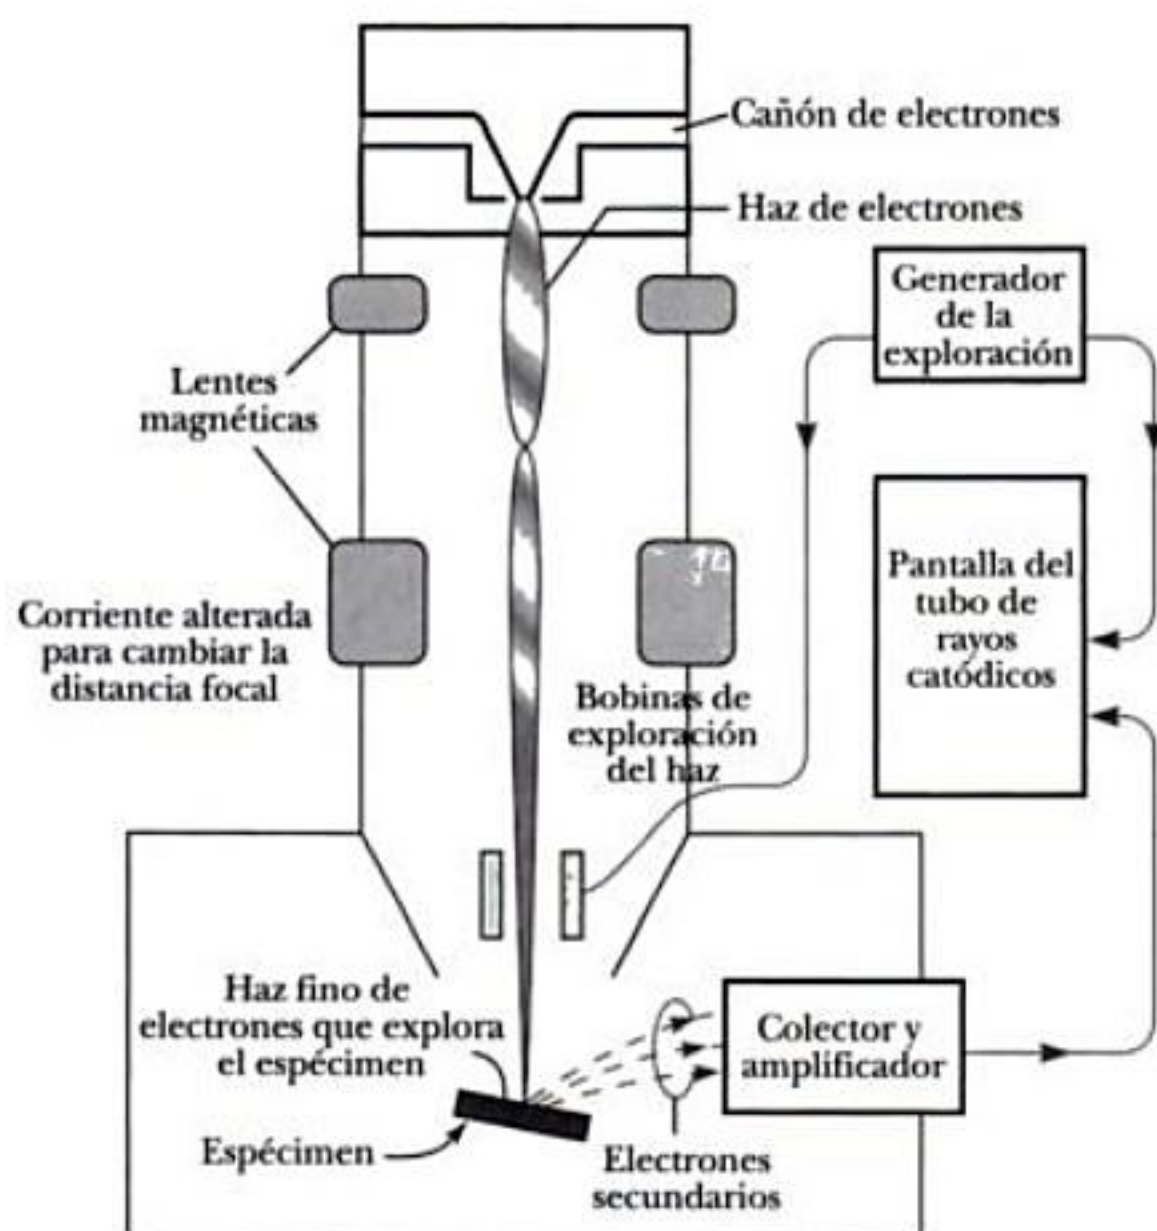 Cañón de electrones
Haz de electrones
Generador
de la
exploración
Lentes
magnéticas
Pantalla del
tubo de
rayos
catódicos
Corriente alterada
para cambiar la
distancia focal
Bobinas de
exploración
del haz
Haz fino de
electrones que explora
el espécimen
Colector y
amplificador
Espécimen
Electrones
secundarios